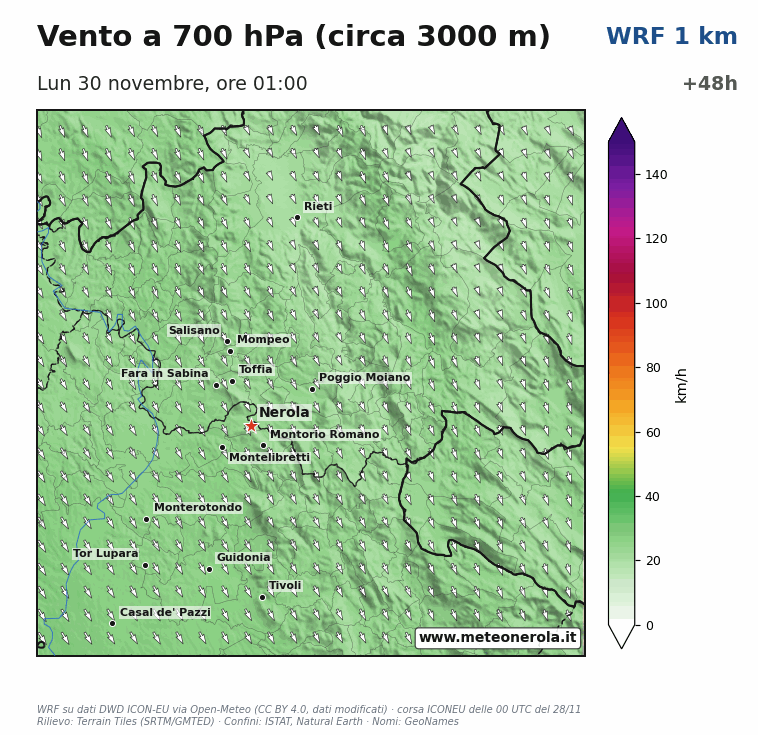 Vento a 700 hPa (circa 3000 m)
WRF 1 km
Lun 30 novembre, ore 01:00
+48h
Rieti
Salisano
Mompeo
Fara in Sabina
Toffia
Poggio Moiano
Nerola
Montorio Romano
Montelibretti
Monterotondo
Tor Lupara
Guidonia
Tivoli
Casal de' Pazzi
www.meteonerola.it
140
120
100
80
60
40
20
0
km/h
WRF su dati DWD ICON-EU via Open-Meteo (CC BY 4.0, dati modificati) · corsa ICONEU delle 00 UTC del 28/11
Rilievo: Terrain Tiles (SRTM/GMTED) · Confini: ISTAT, Natural Earth · Nomi: GeoNames